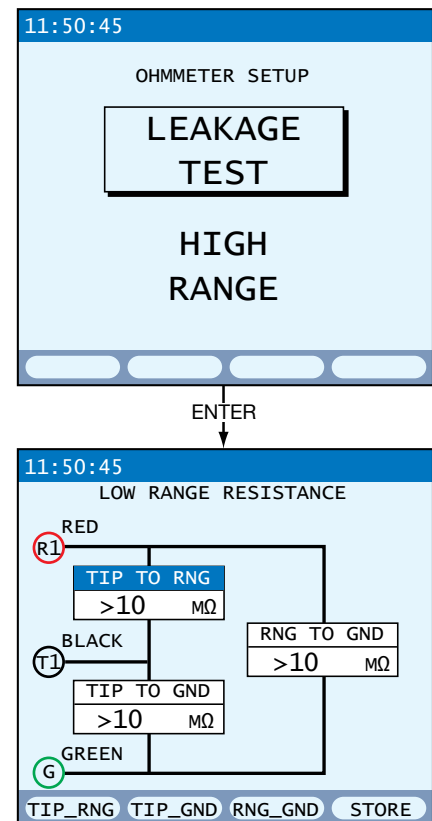 11:50:45
OHMMETER SETUP
LEAKAGE
TEST
HIGH
RANGE
ENTER
11:50:45
LOW RANGE RESISTANCE
RED
R1
TIP TO RNG
>10 MΩ
BLACK
T1
RNG TO GND
>10 MΩ
TIP TO GND
>10 MΩ
GREEN
G
TIP_RNG TIP_GND RNG_GND STORE